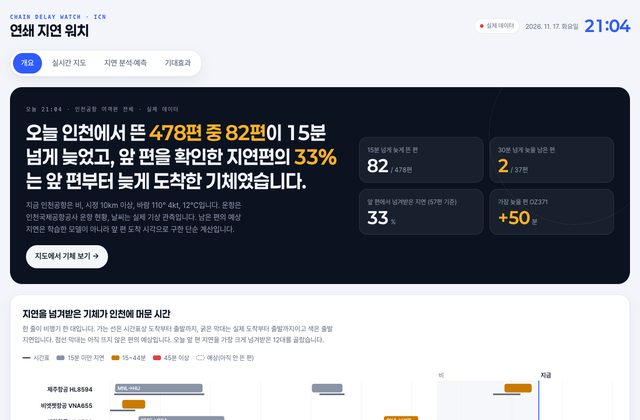 CHAIN DELAY WATCH · ICN
연쇄 지연 워치
실제 데이터
2026. 11. 17. 화요일
21:04
개요
실시간 지도
지연 분석·예측
기대효과
오늘 21:04 · 인천공항 여객편 전체 · 실제 데이터
오늘 인천에서 뜬 478편 중 82편이 15분
넘게 늦었고, 앞 편을 확인한 지연편의 33%
는 앞 편부터 늦게 도착한 기체였습니다.
지금 인천공항은 비, 시정 10km 이상, 바람 110° 4kt, 12°C입니다. 운항은
인천국제공항공사 운항 현황, 날씨는 실제 기상 관측입니다. 남은 편의 예상
지연은 학습한 모델이 아니라 앞 편 도착 시각으로 구한 단순 계산입니다.
지도에서 기체 보기 →
15분 넘게 늦게 뜬 편
82 / 478편
30분 넘게 늦을 남은 편
2 / 37편
앞 편에서 넘겨받은 지연 (57편 기준)
33 %
가장 늦을 편 OZ371
+50 분
지연을 넘겨받은 기체가 인천에 머문 시간
한 줄이 비행기 한 대입니다. 가는 선은 시간표상 도착부터 출발까지, 굵은 막대는 실제 도착부터 출발까지이고 색은 출발
지연입니다. 점선 막대는 아직 뜨지 않은 편의 예상입니다. 오늘 앞 편 지연을 가장 크게 넘겨받은 12대를 골랐습니다.
시간표
15분 미만 지연
15~44분
45분 이상
예상(아직 안 뜬 편)
비
지금
제주항공 HL8594
MNL→HIJ
비엣젯항공 VNA655